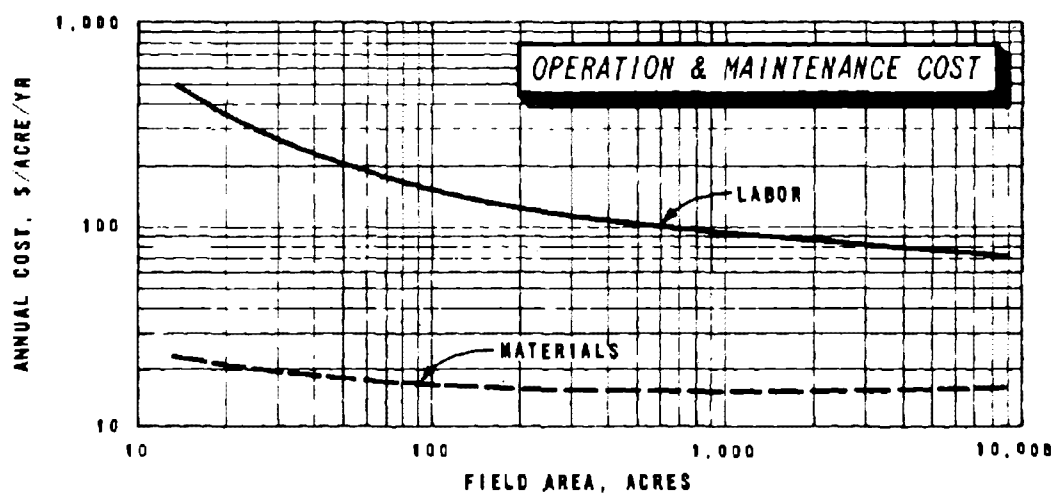 1,000
OPERATION & MAINTENANCE COST
ANNUAL COST, $/ACRE/YR
LABOR
100
MATERIALS
10
10
100
1,000
10,000
FIELD AREA, ACRES